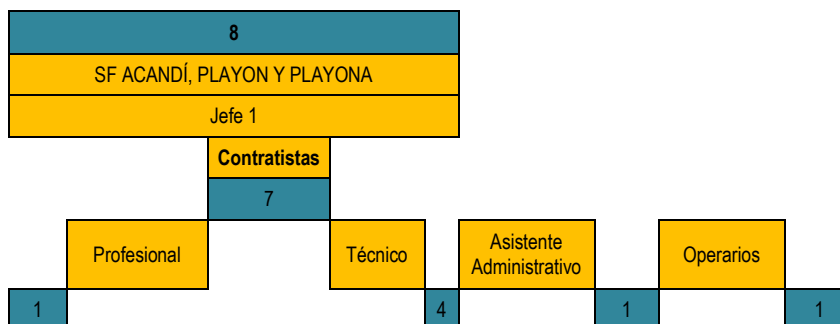 8
SF ACANDÍ, PLAYON Y PLAYONA
Jefe 1
Contratistas
7
Profesional
Técnico
Asistente
Administrativo
Operarios
1
4
1
1